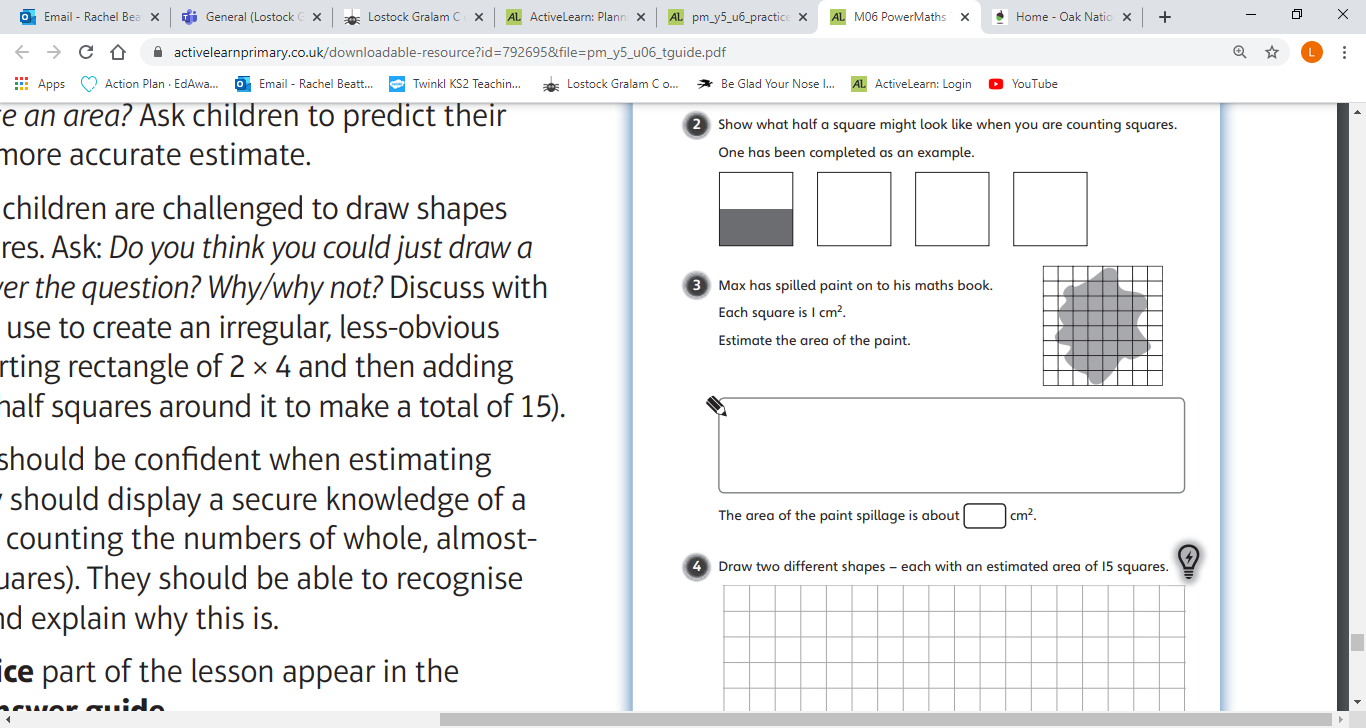 Email - Rachel Bea
General (Lostock G
Lostock Gralam C
ActiveLearn: Plann
pm_y5_u6_practice
M06 PowerMaths
Home - Oak Natio
activelearnprimary.co.uk/downloadable-resource?id=792695&file=pm_y5_u06_tguide.pdf
L
Apps
Action Plan · EdAwa...
Email - Rachel Beatt...
Twinkl KS2 Teachin...
Lostock Gralam C o...
Be Glad Your Nose I...
ActiveLearn: Login
YouTube
e an area? Ask children to predict their
more accurate estimate.
children are challenged to draw shapes
res. Ask: Do you think you could just draw a
er the question? Why/why not? Discuss with
use to create an irregular, less-obvious
rting rectangle of 2 × 4 and then adding
half squares around it to make a total of 15).
should be confident when estimating
should display a secure knowledge of a
counting the numbers of whole, almost-
uares). They should be able to recognise
nd explain why this is.
ice part of the lesson appear in the
nswer guide
2 Show what half a square might look like when you are counting squares.
One has been completed as an example.
3 Max has spilled paint on to his maths book.
Each square is 1 cm².
Estimate the area of the paint.
The area of the paint spillage is about cm².
4 Draw two different shapes – each with an estimated area of 15 squares.